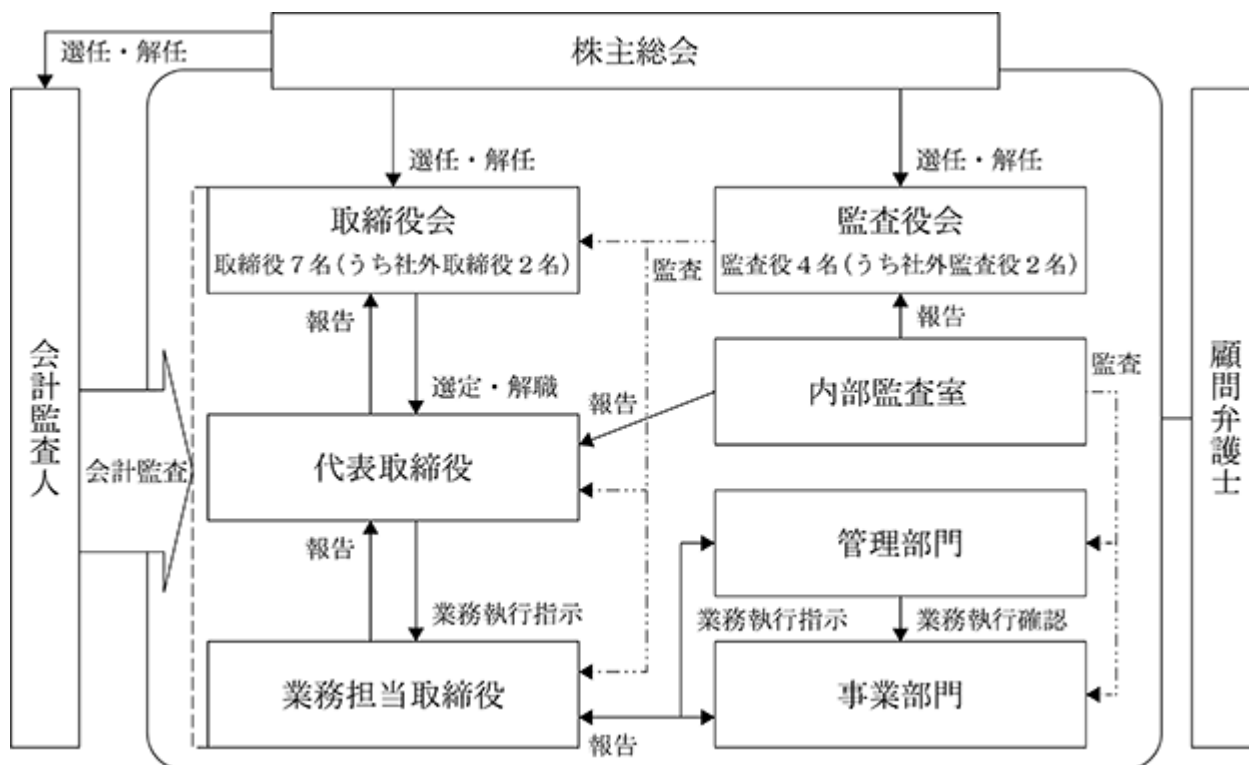 株主総会
選任・解任
選任・解任
選任・解任
取締役会
取締役７名（うち社外取締役２名）
監査役会
監査役４名（うち社外監査役２名）
監査
報告
報告
選定・解職
報告
内部監査室
監査
会計監査人
会計監査
顧問弁護士
代表取締役
管理部門
報告
業務執行指示
業務執行指示
業務執行確認
業務担当取締役
事業部門
報告